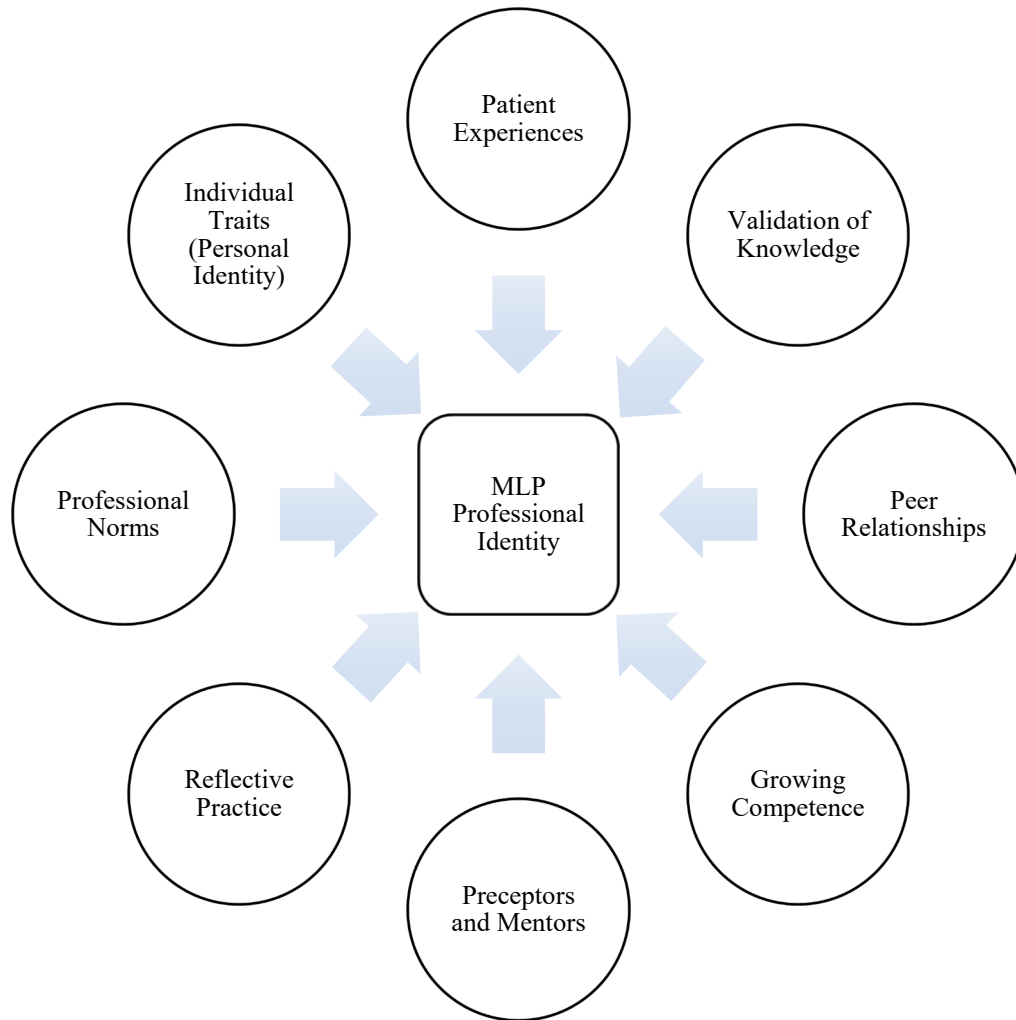 Patient
Experiences
Individual
Traits
(Personal
Identity)
Validation of
Knowledge
Professional
Norms
MLP
Professional
Identity
Peer
Relationships
Reflective
Practice
Growing
Competence
Preceptors
and Mentors